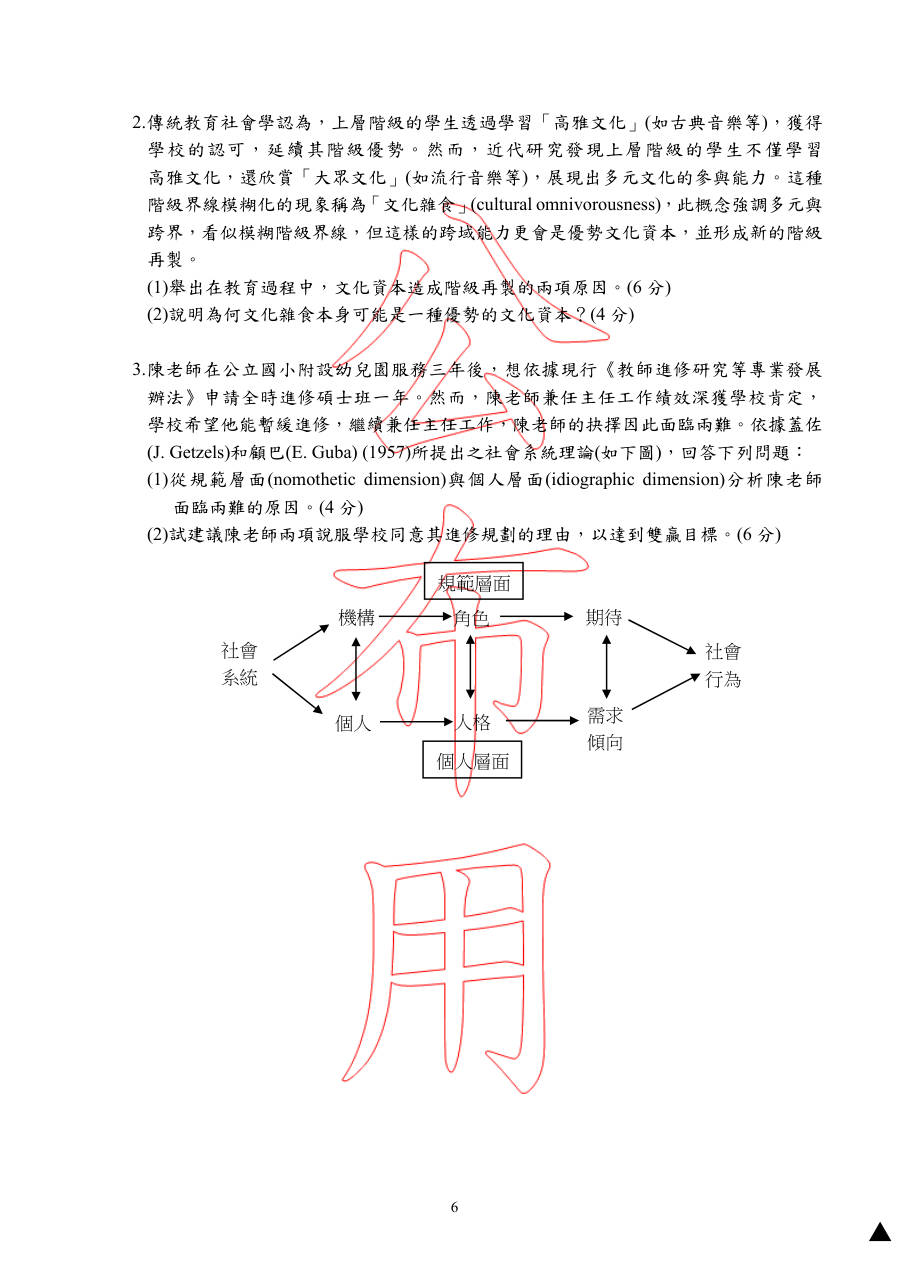 2.傳統教育社會學認為，上層階級的學生透過學習「高雅文化」(如古典音樂等)，獲得
學校的認可，延續其階級優勢。然而，近代研究發現上層階級的學生不僅學習
高雅文化，還欣賞「大眾文化」(如流行音樂等)，展現出多元文化的參與能力。這種
階級界線模糊化的現象稱為「文化雜食」(cultural omnivorousness)，此概念強調多元與
跨界，看似模糊階級界線，但這樣的跨域能力更會是優勢文化資本，並形成新的階級
再製。
(1)舉出在教育過程中，文化資本造成階級再製的兩項原因。(6 分)
(2)說明為何文化雜食本身可能是一種優勢的文化資本？(4 分)
3.陳老師在公立國小附設幼兒園服務三年後，想依據現行《教師進修研究等專業發展
辦法》申請全時進修碩士班一年。然而，陳老師兼任主任工作績效深獲學校肯定，
學校希望他能暫緩進修，繼續兼任主任工作，陳老師的抉擇因此面臨兩難。依據蓋佐
(J. Getzels)和顧巴(E. Guba) (1957)所提出之社會系統理論(如下圖)，回答下列問題：
(1)從規範層面(nomothetic dimension)與個人層面(idiographic dimension)分析陳老師
面臨兩難的原因。(4 分)
(2)試建議陳老師兩項說服學校同意其進修規劃的理由，以達到雙贏目標。(6 分)
規範層面
機構
角色
期待
社會
系統
社會
行為
個人
人格
需求
傾向
個人層面
公
布
用
6